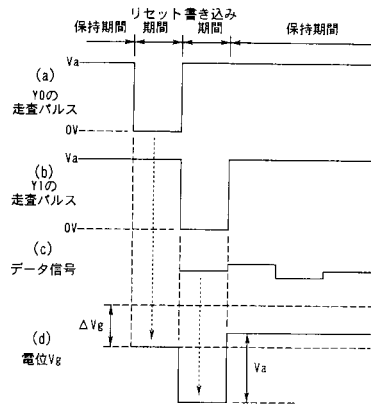 リセット書き込み
保持期間 期間 期間 保持期間
Va
(a)
Y0の
走査パルス
0V
Va
(b)
Y1の
走査パルス
0V
(c)
データ信号
ΔVg
(d)
電位Vg
Va